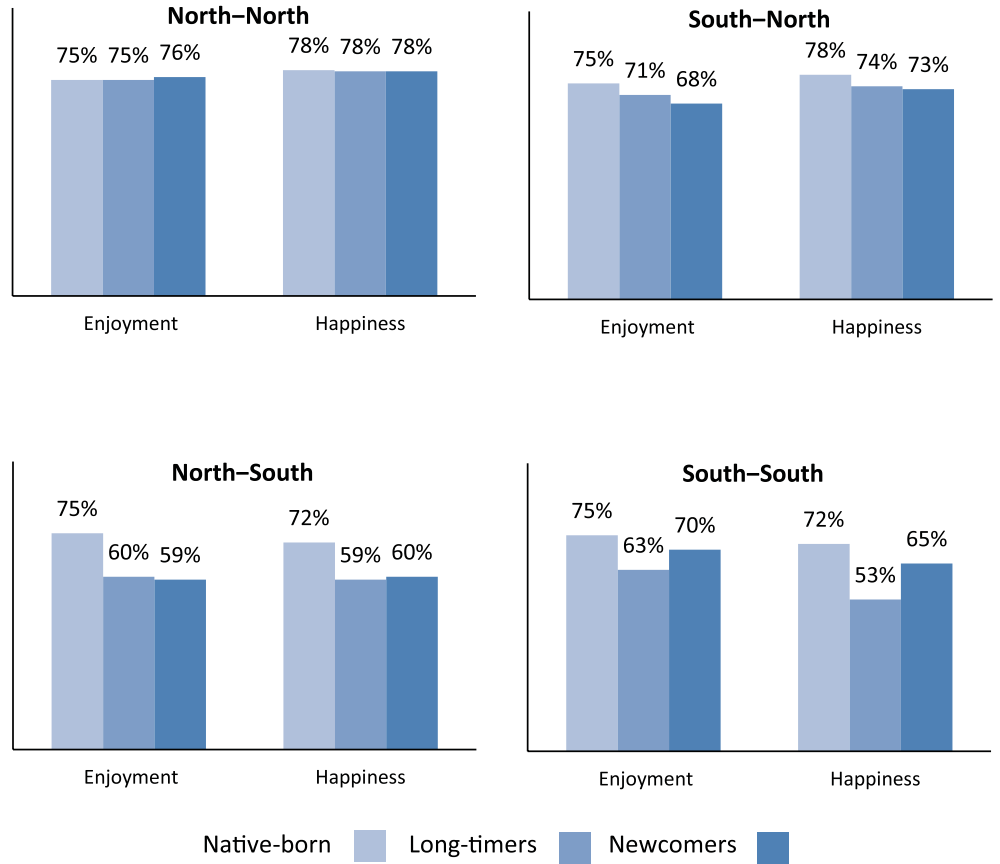 North–North
75% 75% 76%
78% 78% 78%
Enjoyment
Happiness
South–North
75%
71%
68%
78%
74%
73%
Enjoyment
Happiness
North–South
75%
60%
59%
72%
59%
60%
Enjoyment
Happiness
South–South
75%
63%
70%
72%
53%
65%
Enjoyment
Happiness
Native-born
Long-timers
Newcomers